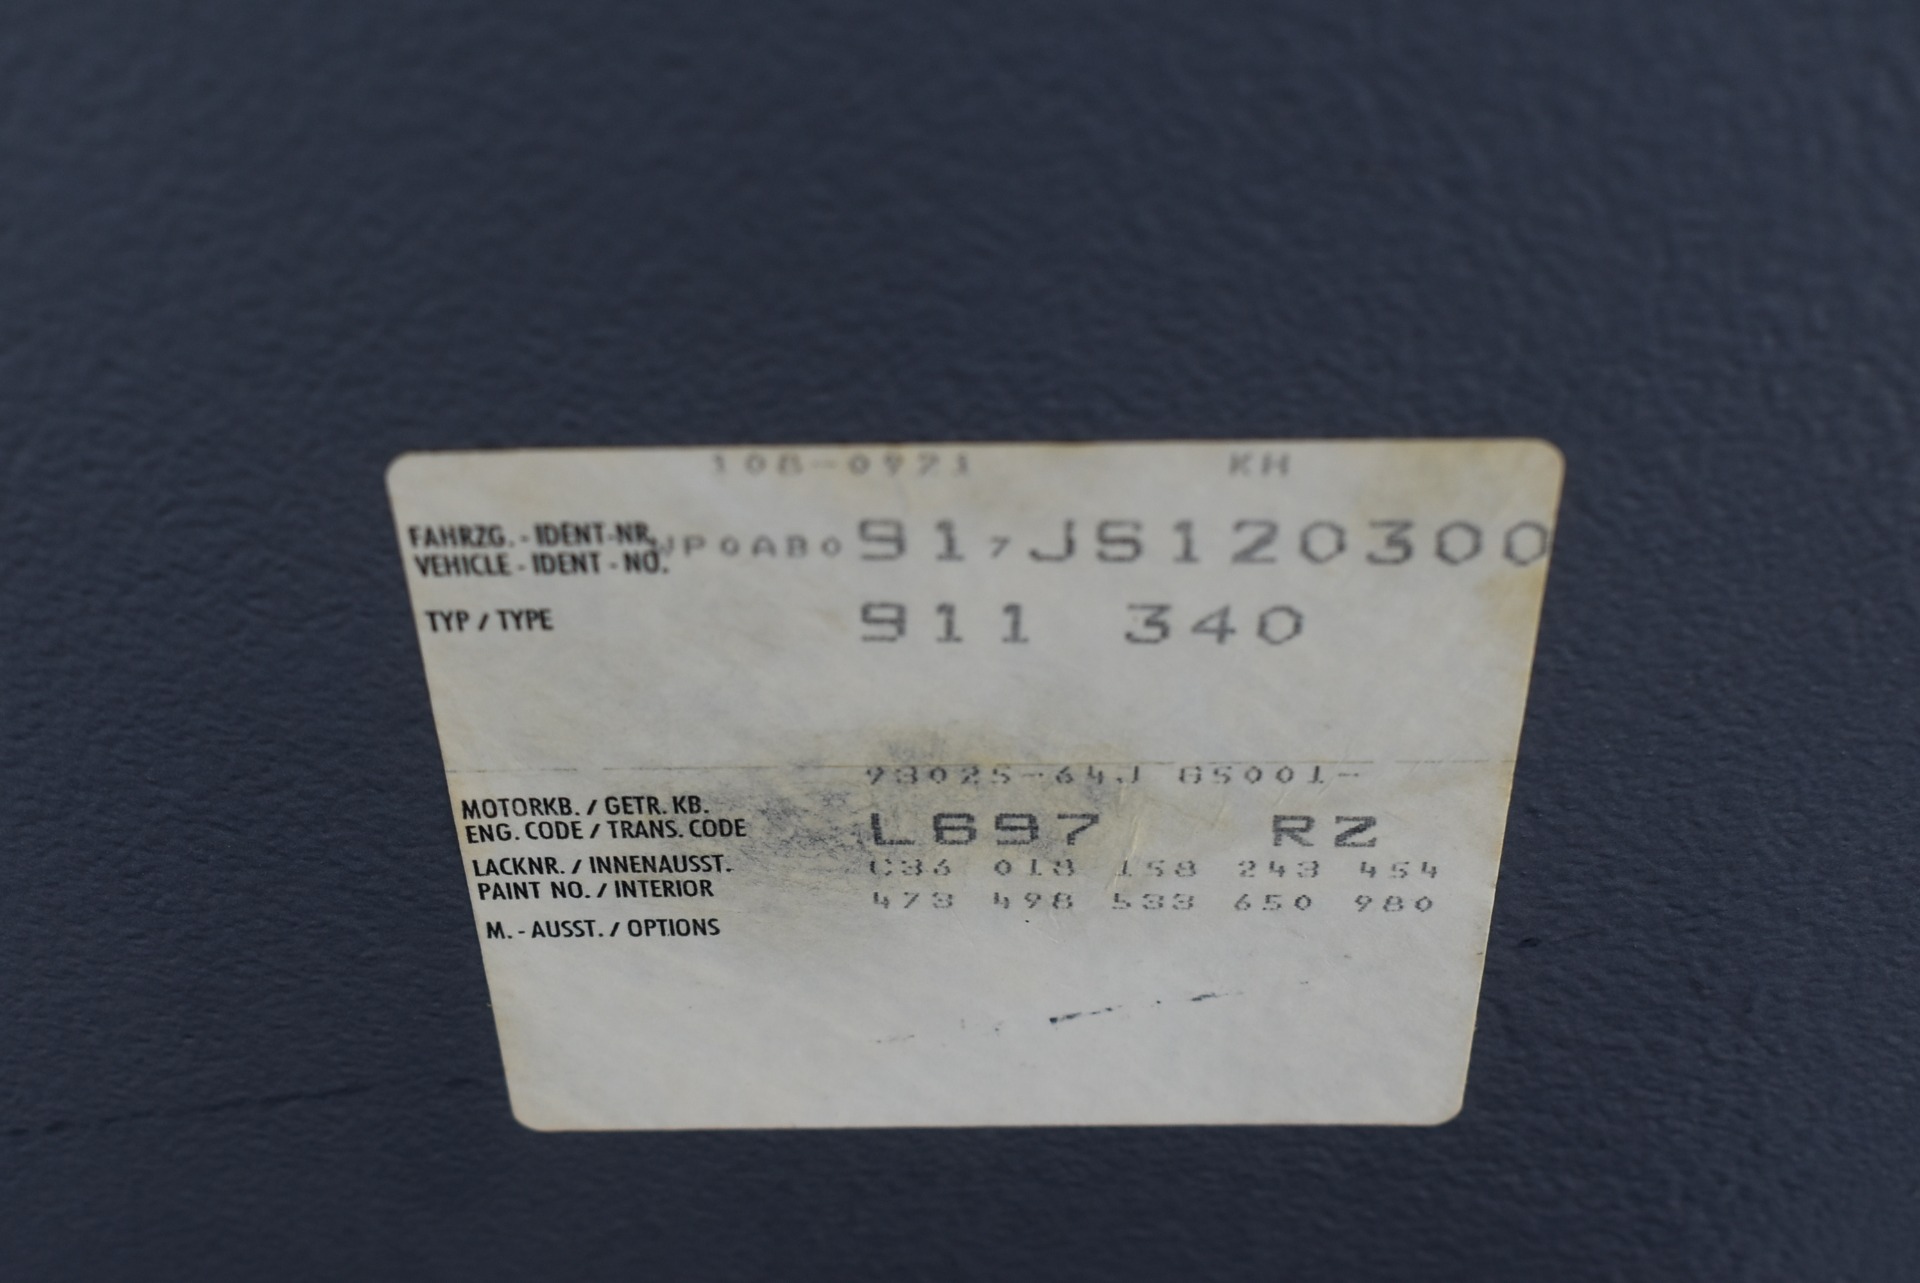 108-0971 KH
FAHRZG. - IDENT-NR. WP0AB0917JS120300
VEHICLE - IDENT - NO.
TYP / TYPE 911 340
93025-64J G5001-
MOTORKB. / GETR. KB.
ENG. CODE / TRANS. CODE L697 RZ
LACKNR. / INNENAUSST. C36 018 158 243 454
PAINT NO. / INTERIOR 473 498 533 650 980
M. - AUSST. / OPTIONS